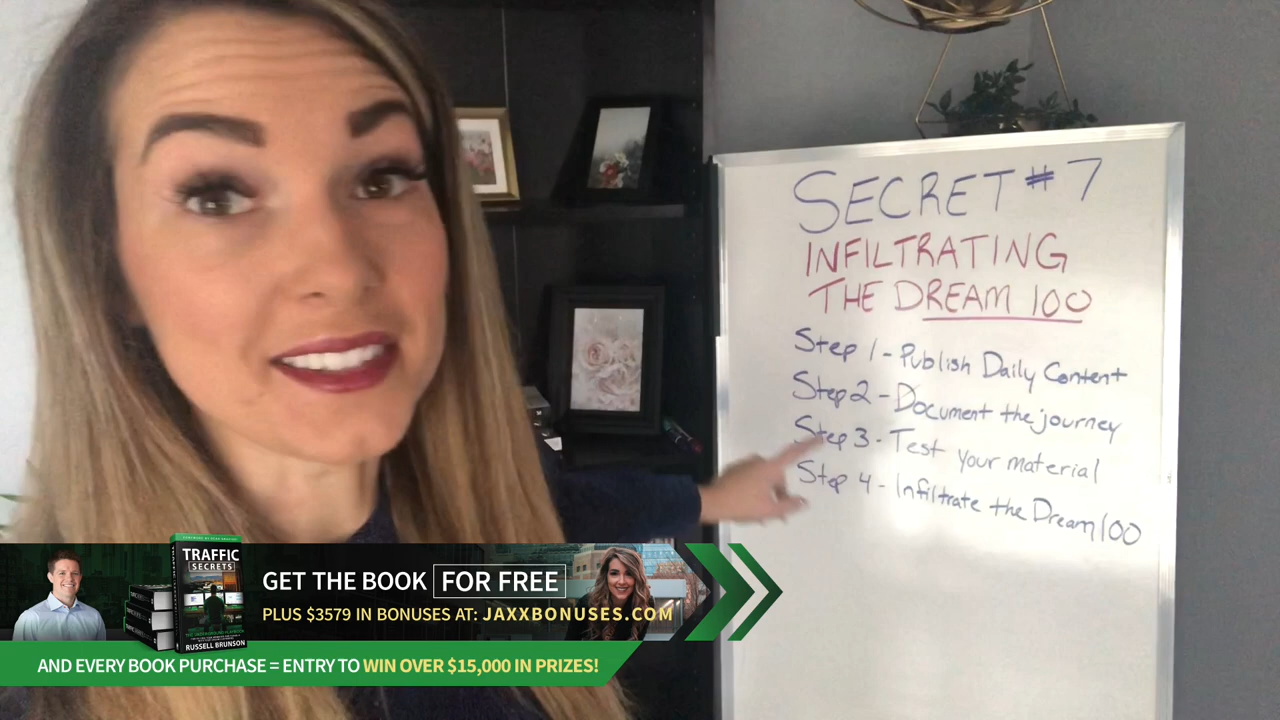 SECRET #7
INFILTRATING
THE DREAM 100
Step 1 - Publish Daily Content
Step 2 - Document the journey
Step 3 - Test your material
Step 4 - Infiltrate the Dream 100
TRAFFIC
SECRETS
RUSSELL BRUNSON
GET THE BOOK FOR FREE
PLUS $3579 IN BONUSES AT: JAXXBONUSES.COM
AND EVERY BOOK PURCHASE = ENTRY TO WIN OVER $15,000 IN PRIZES!